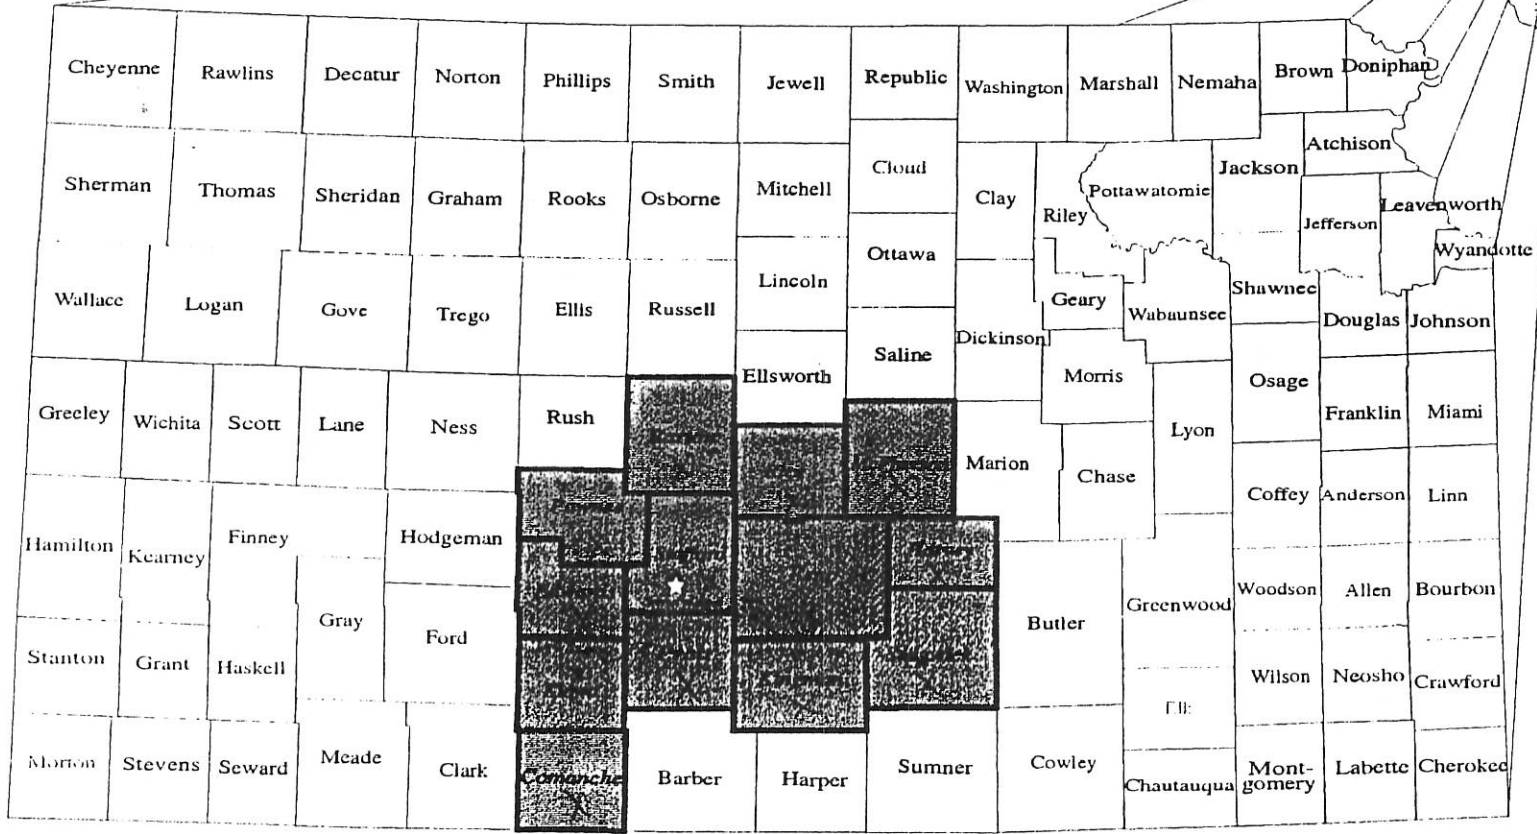 Cheyenne
Rawlins
Decatur
Norton
Phillips
Smith
Jewell
Republic
Washington
Marshall
Nemaha
Brown
Doniphan
Sherman
Thomas
Sheridan
Graham
Rooks
Osborne
Mitchell
Cloud
Clay
Riley
Pottawatomie
Jackson
Atchison
Jefferson
Leavenworth
Wyandotte
Wallace
Logan
Gove
Trego
Ellis
Russell
Lincoln
Ottawa
Saline
Dickinson
Geary
Wabaunsee
Shawnee
Douglas
Johnson
Greeley
Wichita
Scott
Lane
Ness
Rush
Ellsworth
Marion
Morris
Chase
Lyon
Osage
Franklin
Miami
Coffey
Anderson
Linn
Hamilton
Kearney
Finney
Hodgeman
Gray
Ford
Butler
Greenwood
Woodson
Allen
Bourbon
Stanton
Grant
Haskell
Wilson
Neosho
Crawford
Elk
Morton
Stevens
Seward
Meade
Clark
Comanche
Barber
Harper
Sumner
Cowley
Chautauqua
Mont-
gomery
Labette
Cherokee